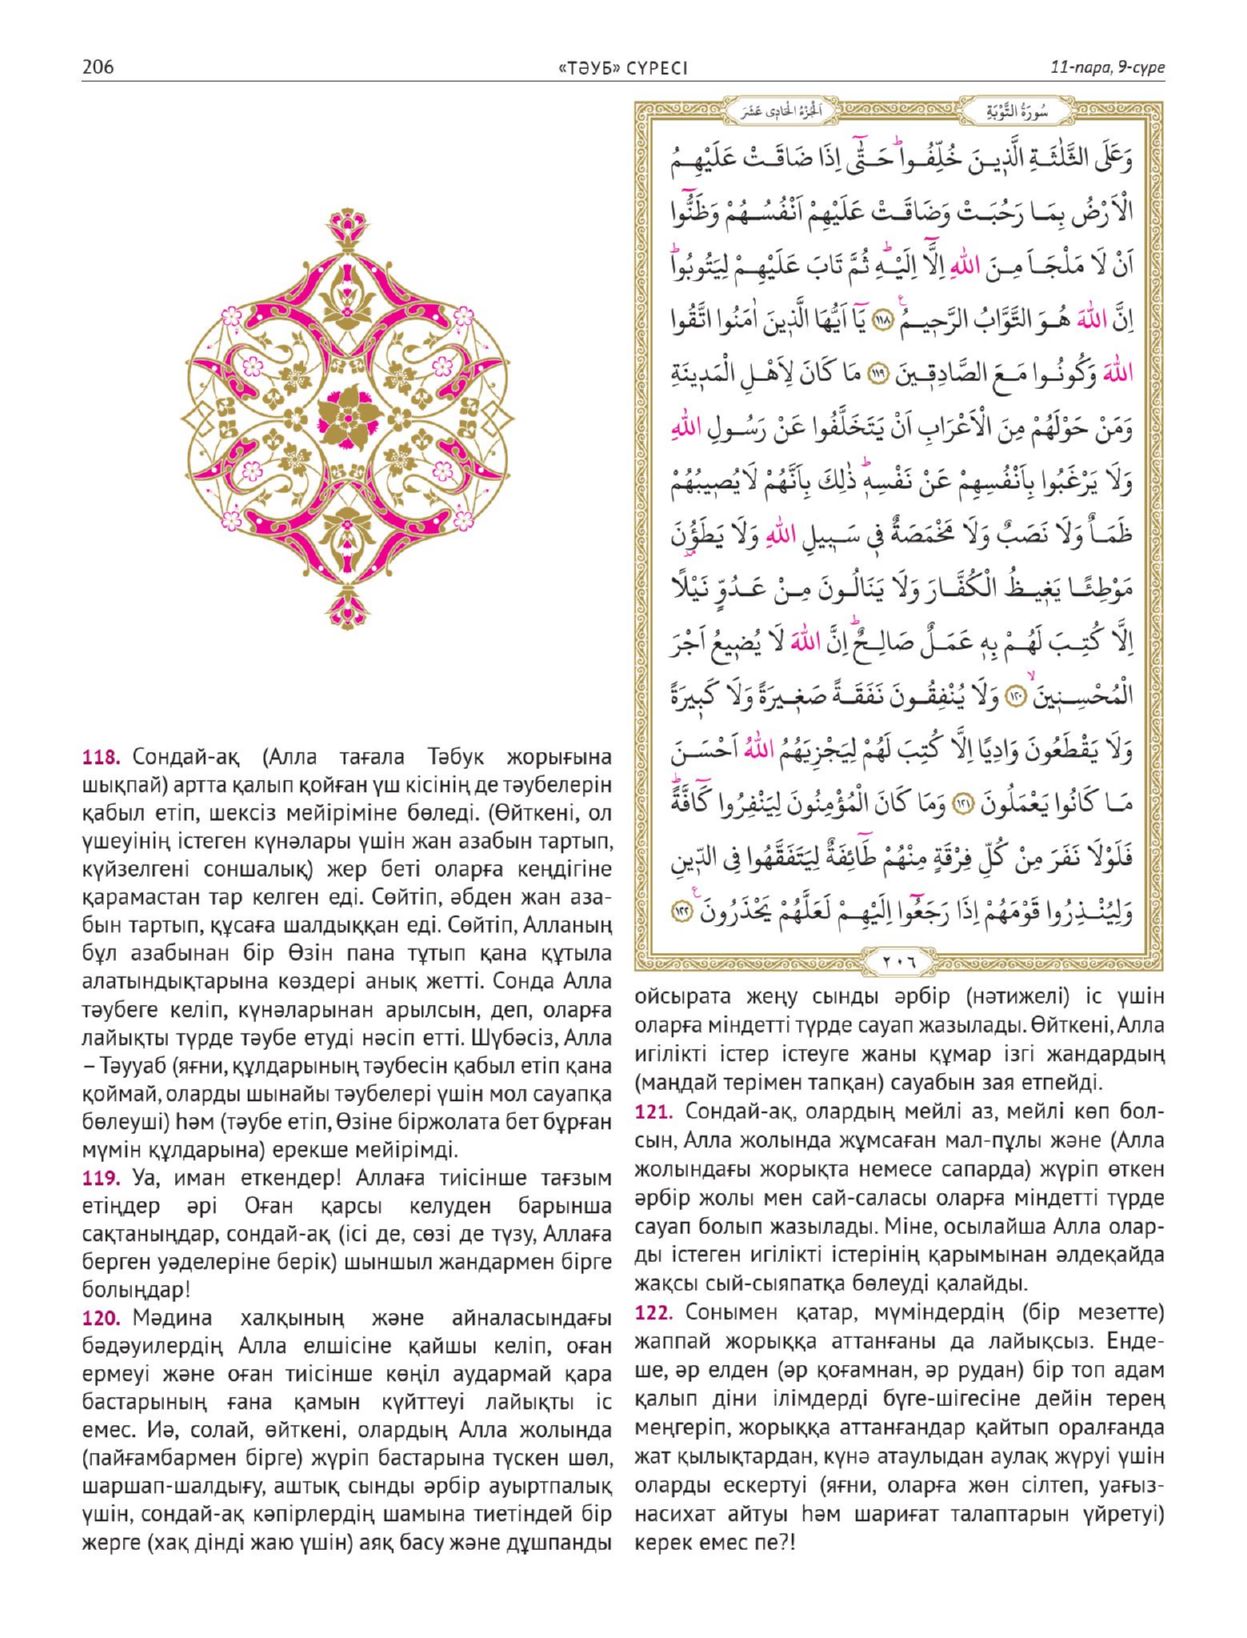 206
«ТӘУБ» СҮРЕСІ
11-пара, 9-сүре
سُورَةُ التَّوْبَةِ
اَلْجُزْءُ الْحَادِى عَشَرَ
وَعَلَى الثَّلٰثَةِ الَّذٖينَ خُلِّفُواؕ حَتّٰٓى اِذَا ضَاقَتْ عَلَيْهِمُ
الْاَرْضُ بِمَا رَحُبَتْ وَضَاقَتْ عَلَيْهِمْ اَنْفُسُهُمْ وَظَنُّٓوا
اَنْ لَا مَلْجَاَ مِنَ اللّٰهِ اِلَّٓا اِلَيْهِؕ ثُمَّ تَابَ عَلَيْهِمْ لِيَتُوبُواؕ
اِنَّ اللّٰهَ هُوَ التَّوَّابُ الرَّحٖيمُ ﴿١١٨﴾ يَٓا اَيُّهَا الَّذٖينَ اٰمَنُوا اتَّقُوا
اللّٰهَ وَكُونُوا مَعَ الصَّادِقٖينَ ﴿١١٩﴾ مَا كَانَ لِاَهْلِ الْمَدٖينَةِ
وَمَنْ حَوْلَهُمْ مِنَ الْاَعْرَابِ اَنْ يَتَخَلَّفُوا عَنْ رَسُولِ اللّٰهِ
وَلَا يَرْغَبُوا بِاَنْفُسِهِمْ عَنْ نَفْسِهٖؕ ذٰلِكَ بِاَنَّهُمْ لَا يُصٖيبُهُمْ
ظَمَاٌ وَلَا نَصَبٌ وَلَا مَخْمَصَةٌ فٖى سَبٖيلِ اللّٰهِ وَلَا يَطَؤُنَ
مَوْطِئًا يَغٖيظُ الْكُفَّارَ وَلَا يَنَالُونَ مِنْ عَدُوٍّ نَيْلًا
اِلَّا كُتِبَ لَهُمْ بِهٖ عَمَلٌ صَالِحٌؕ اِنَّ اللّٰهَ لَا يُضٖيعُ اَجْرَ
الْمُحْسِنٖينَۙ ﴿١٢٠﴾ وَلَا يُنْفِقُونَ نَفَقَةً صَغٖيرَةً وَلَا كَبٖيرَةً
وَلَا يَقْطَعُونَ وَادِيًا اِلَّا كُتِبَ لَهُمْ لِيَجْزِيَهُمُ اللّٰهُ اَحْسَنَ
مَا كَانُوا يَعْمَلُونَ ﴿١٢١﴾ وَمَا كَانَ الْمُؤْمِنُونَ لِيَنْفِرُوا كَٓافَّةًؕ
فَلَوْلَا نَفَرَ مِنْ كُلِّ فِرْقَةٍ مِنْهُمْ طَٓائِفَةٌ لِيَتَفَقَّهُوا فِى الدّٖينِ
وَلِيُنْذِرُوا قَوْمَهُمْ اِذَا رَجَعُٓوا اِلَيْهِمْ لَعَلَّهُمْ يَحْذَرُونَ ﴿١٢٢﴾
٢٠٦
118. Сондай-ақ (Алла тағала Тәбук жорығына
шықпай) артта қалып қойған үш кісінің де тәубелерін
қабыл етіп, шексіз мейіріміне бөледі. (Өйткені, ол
үшеуінің істеген күнәлары үшін жан азабын тартып,
күйзелгені соншалық) жер беті оларға кеңдігіне
қарамастан тар келген еді. Сөйтіп, әбден жан аза-
бын тартып, құсаға шалдыққан еді. Сөйтіп, Алланың
бұл азабынан бір Өзін пана тұтып қана құтыла
алатындықтарына көздері анық жетті. Сонда Алла
тәубеге келіп, күнәларынан арылсын, деп, оларға
лайықты түрде тәубе етуді нәсіп етті. Шүбәсіз, Алла
– Тәууаб (яғни, құлдарының тәубесін қабыл етіп қана
қоймай, оларды шынайы тәубелері үшін мол сауапқа
бөлеуші) һәм (тәубе етіп, Өзіне біржолата бет бұрған
мүмін құлдарына) ерекше мейірімді.
119. Уа, иман еткендер! Аллаға тиісінше тағзым
етіңдер әрі Оған қарсы келуден барынша
сақтаныңдар, сондай-ақ (ісі де, сөзі де түзу, Аллаға
берген уәделеріне берік) шыншыл жандармен бірге
болыңдар!
120. Мәдина халқының және айналасындағы
бәдәуилердің Алла елшісіне қайшы келіп, оған
ермеуі және оған тиісінше көңіл аудармай қара
бастарының ғана қамын күйттеуі лайықты іс
емес. Иә, солай, өйткені, олардың Алла жолында
(пайғамбармен бірге) жүріп бастарына түскен шөл,
шаршап-шалдығу, аштық сынды әрбір ауыртпалық
үшін, сондай-ақ кәпірлердің шамына тиетіндей бір
жерге (хақ дінді жаю үшін) аяқ басу және дұшпанды
ойсырата жеңу сынды әрбір (нәтижелі) іс үшін
оларға міндетті түрде сауап жазылады. Өйткені, Алла
игілікті істер істеуге жаны құмар ізгі жандардың
(маңдай терімен тапқан) сауабын зая етпейді.
121. Сондай-ақ, олардың мейлі аз, мейлі көп бол-
сын, Алла жолында жұмсаған мал-пұлы және (Алла
жолындағы жорықта немесе сапарда) жүріп өткен
әрбір жолы мен сай-саласы оларға міндетті түрде
сауап болып жазылады. Міне, осылайша Алла олар-
ды істеген игілікті істерінің қарымынан әлдеқайда
жақсы сый-сыяпатқа бөлеуді қалайды.
122. Сонымен қатар, мүміндердің (бір мезетте)
жаппай жорыққа аттанғаны да лайықсыз. Енде-
ше, әр елден (әр қоғамнан, әр рудан) бір топ адам
қалып діни ілімдерді бүге-шігесіне дейін терең
меңгеріп, жорыққа аттанғандар қайтып оралғанда
жат қылықтардан, күнә атаулыдан аулақ жүруі үшін
оларды ескертуі (яғни, оларға жөн сілтеп, уағыз-
насихат айтуы һәм шариғат талаптарын үйретуі)
керек емес пе?!